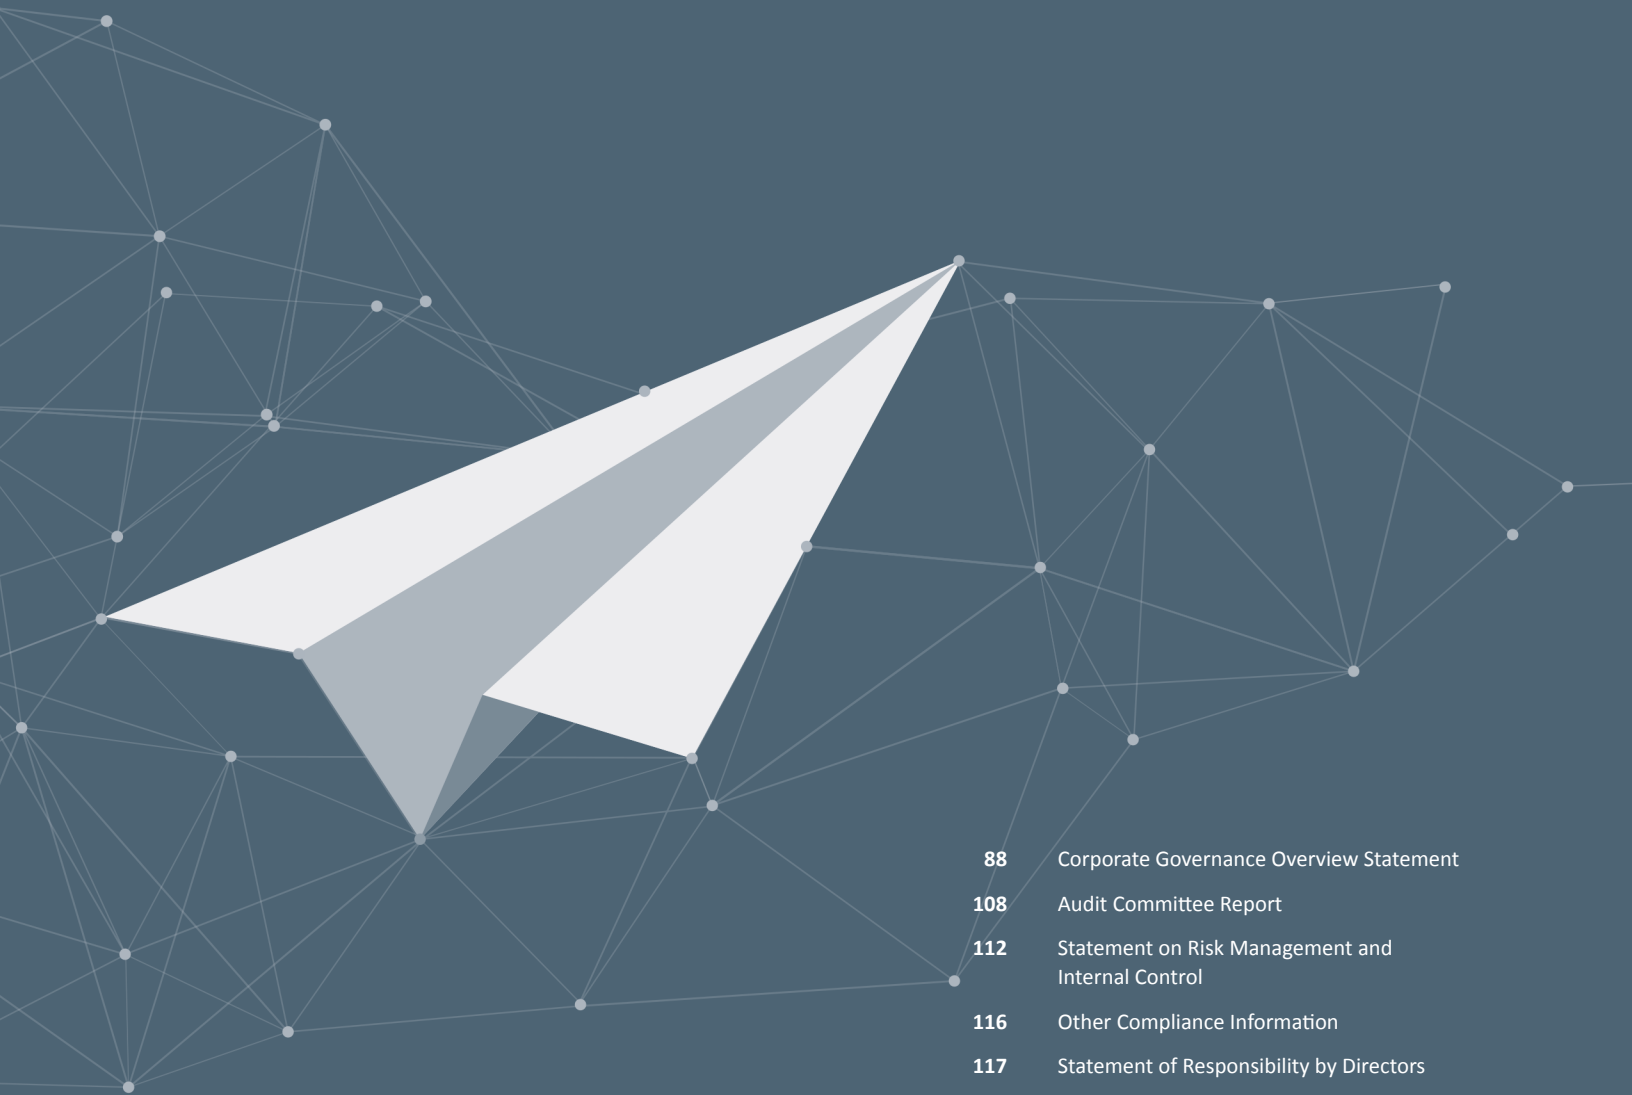 88 Corporate Governance Overview Statement
108 Audit Committee Report
112 Statement on Risk Management and
Internal Control
116 Other Compliance Information
117 Statement of Responsibility by Directors